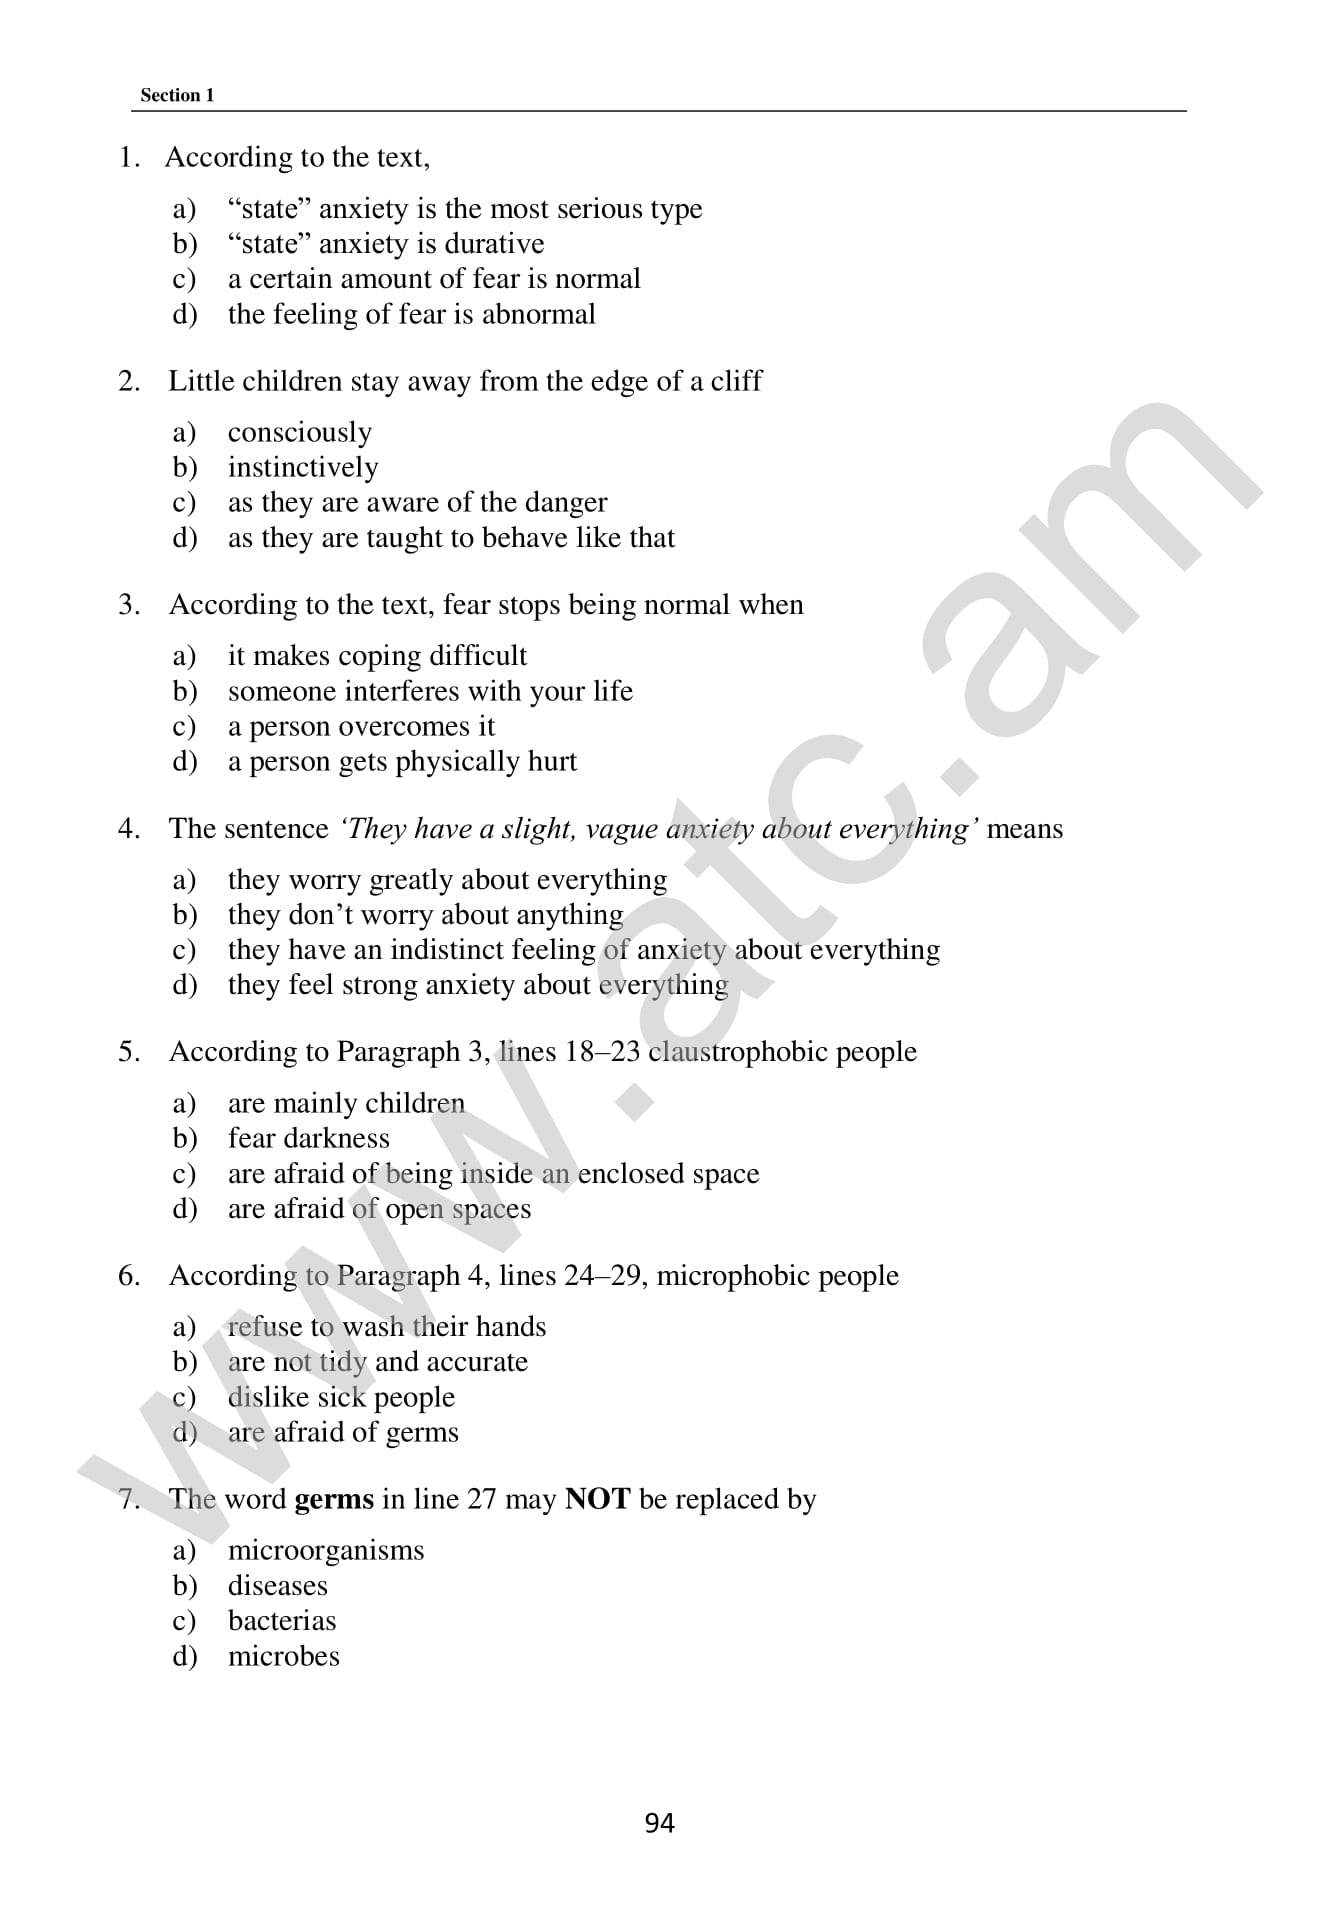 Section 1
1. According to the text,
a) “state” anxiety is the most serious type
b) “state” anxiety is durative
c) a certain amount of fear is normal
d) the feeling of fear is abnormal
2. Little children stay away from the edge of a cliff
a) consciously
b) instinctively
c) as they are aware of the danger
d) as they are taught to behave like that
3. According to the text, fear stops being normal when
a) it makes coping difficult
b) someone interferes with your life
c) a person overcomes it
d) a person gets physically hurt
4. The sentence ‘They have a slight, vague anxiety about everything’ means
a) they worry greatly about everything
b) they don’t worry about anything
c) they have an indistinct feeling of anxiety about everything
d) they feel strong anxiety about everything
5. According to Paragraph 3, lines 18–23 claustrophobic people
a) are mainly children
b) fear darkness
c) are afraid of being inside an enclosed space
d) are afraid of open spaces
6. According to Paragraph 4, lines 24–29, microphobic people
a) refuse to wash their hands
b) are not tidy and accurate
c) dislike sick people
d) are afraid of germs
7. The word germs in line 27 may NOT be replaced by
a) microorganisms
b) diseases
c) bacterias
d) microbes
94
www.atc.am